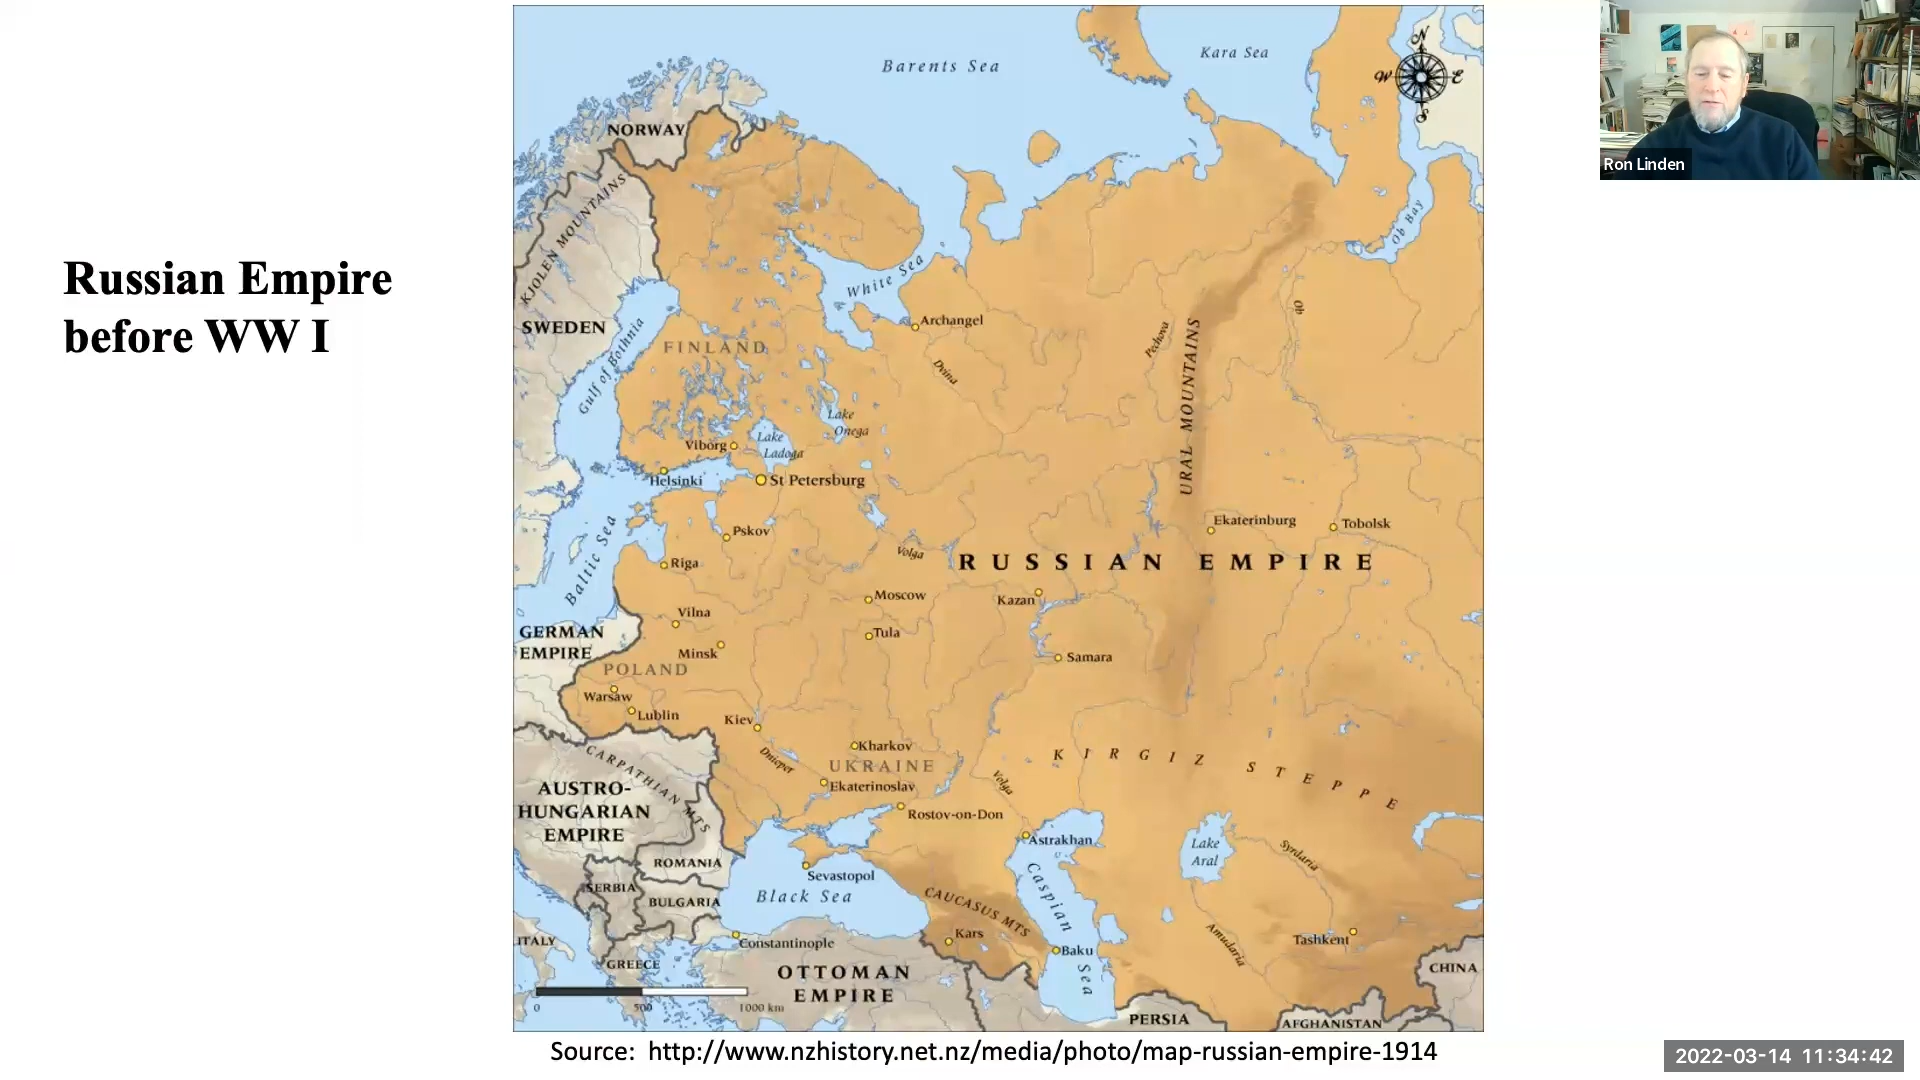 Russian Empire
before WW I
Barents Sea
Kara Sea
N
W
E
S
NORWAY
KJOLEN MOUNTAINS
Ob Bay
White Sea
SWEDEN
Gulf of Bothnia
FINLAND
Archangel
Dvina
Pechova
URAL MOUNTAINS
Ob
Lake
Onega
Viborg
Lake
Ladoga
Helsinki
St Petersburg
Baltic Sea
Pskov
Ekaterinburg
Tobolsk
Riga
Volga
RUSSIAN EMPIRE
Moscow
Kazan
Vilna
Tula
GERMAN
EMPIRE
Minsk
Samara
POLAND
Warsaw
Lublin
Kiev
Kharkov
CARPATHIAN MTS
Dnieper
UKRAINE
KIRGIZ STEPPE
Volga
AUSTRO-
HUNGARIAN
EMPIRE
Ekaterinoslav
Rostov-on-Don
Astrakhan
Lake
Aral
Syrdaria
ROMANIA
Sevastopol
SERBIA
Black Sea
BULGARIA
CAUCASUS MTS
Caspian Sea
Kars
Baku
Amudaria
Tashkent
ITALY
Constantinople
GREECE
OTTOMAN
EMPIRE
CHINA
0
500
1000 km
PERSIA
AFGHANISTAN
Source: http://www.nzhistory.net.nz/media/photo/map-russian-empire-1914
Ron Linden
2022-03-14 11:34:42